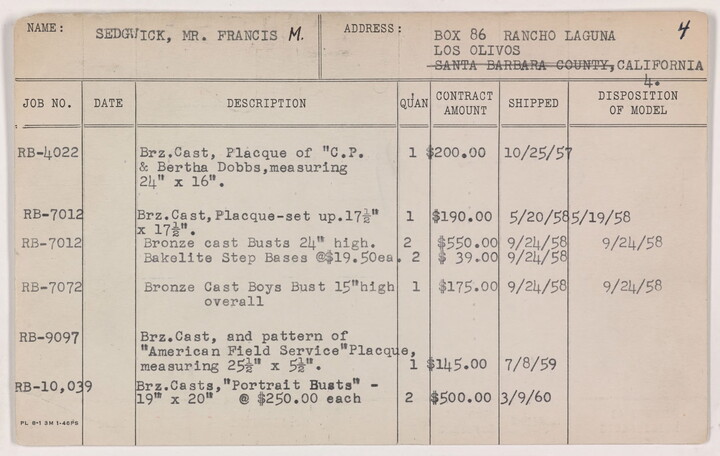 NAME: SEDGWICK, MR. FRANCIS M. ADDRESS: BOX 86 RANCHO LAGUNA 4
LOS OLIVOS
SANTA BARBARA COUNTY, CALIFORNIA
4.
JOB NO. DATE DESCRIPTION QUAN CONTRACT AMOUNT SHIPPED DISPOSITION OF MODEL
RB-4022 Brz.Cast, Placque of "C.P. 1 $200.00 10/25/57
& Bertha Dobbs,measuring
24" x 16".
RB-7012 Brz.Cast,Placque-set up.17½" 1 $190.00 5/20/58 5/19/58
x 17½".
RB-7012 Bronze cast Busts 24" high. 2 $550.00 9/24/58 9/24/58
Bakelite Step Bases @$19.50ea. 2 $ 39.00 9/24/58
RB-7072 Bronze Cast Boys Bust 15"high 1 $175.00 9/24/58 9/24/58
overall
RB-9097 Brz.Cast, and pattern of
"American Field Service"Placque,
measuring 25½" x 5½". 1 $145.00 7/8/59
RB-10,039 Brz.Casts,"Portrait Busts" -
19" x 20" @ $250.00 each 2 $500.00 3/9/60
PL 8-1 3M 1-46PS